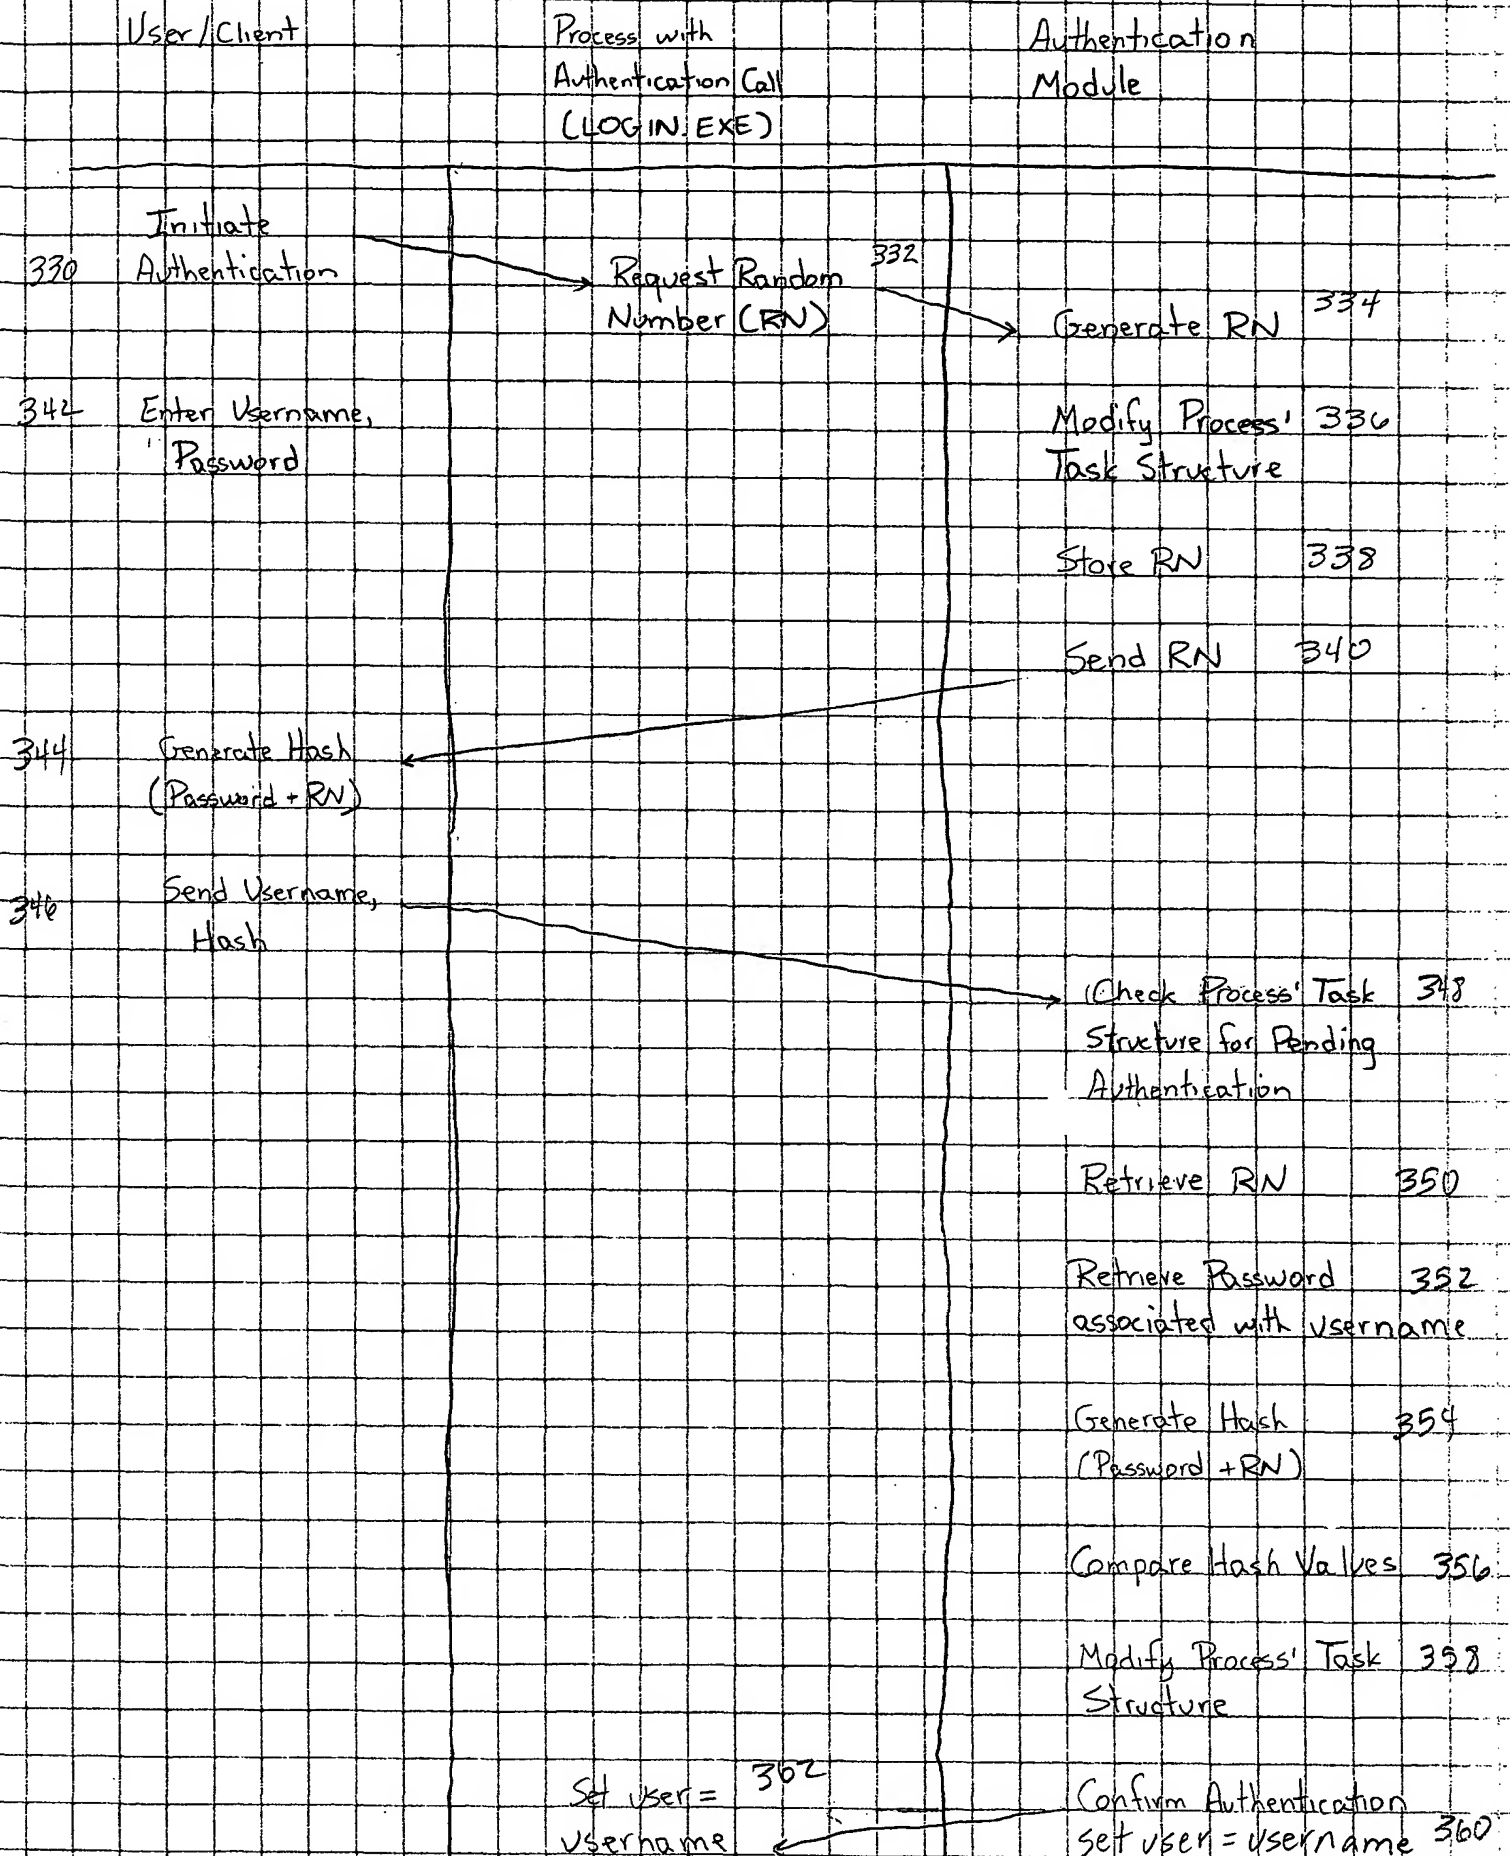 User/Client
Process with
Authentication Call
(LOGIN.EXE)
Authentication
Module
Initiate
330 Authentication
332
Request Random
Number (RN)
334
Generate RN
342 Enter Username,
Password
Modify Process' 336
Task Structure
Store RN 338
Send RN 340
344 Generate Hash
(Password + RN)
346 Send Username,
Hash
Check Process' Task 348
Structure for Pending
Authentication
Retrieve RN 350
Retrieve Password 352
associated with username
Generate Hash 354
(Password + RN)
Compare Hash Values 356
Modify Process' Task 358
Structure
Set user = 362
username
Confirm Authentication
set user = username 360